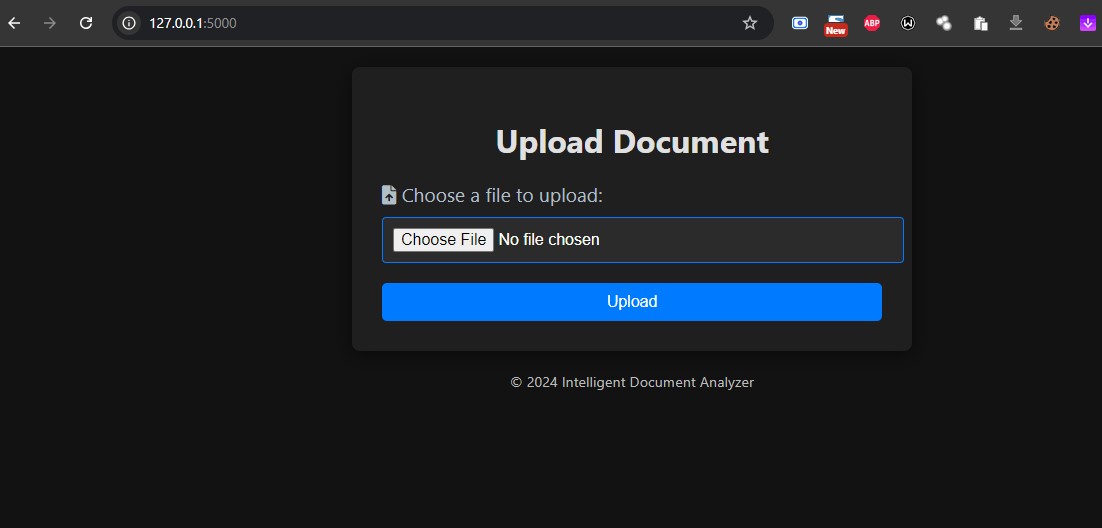 127.0.0.1:5000
New
ABP
W
Upload Document
Choose a file to upload:
Choose File No file chosen
Upload
© 2024 Intelligent Document Analyzer